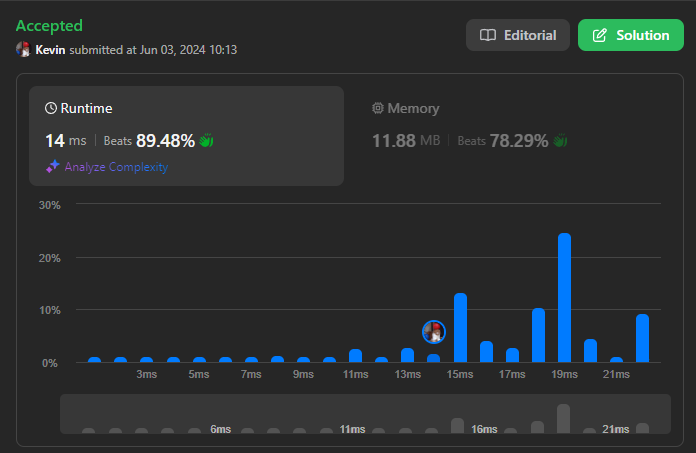 Accepted
Editorial
Solution
Kevin submitted at Jun 03, 2024 10:13
Runtime
14 ms | Beats 89.48%
Analyze Complexity
Memory
11.88 MB | Beats 78.29%
30%
20%
10%
0%
3ms 5ms 7ms 9ms 11ms 13ms 15ms 17ms 19ms 21ms
6ms 11ms 16ms 21ms